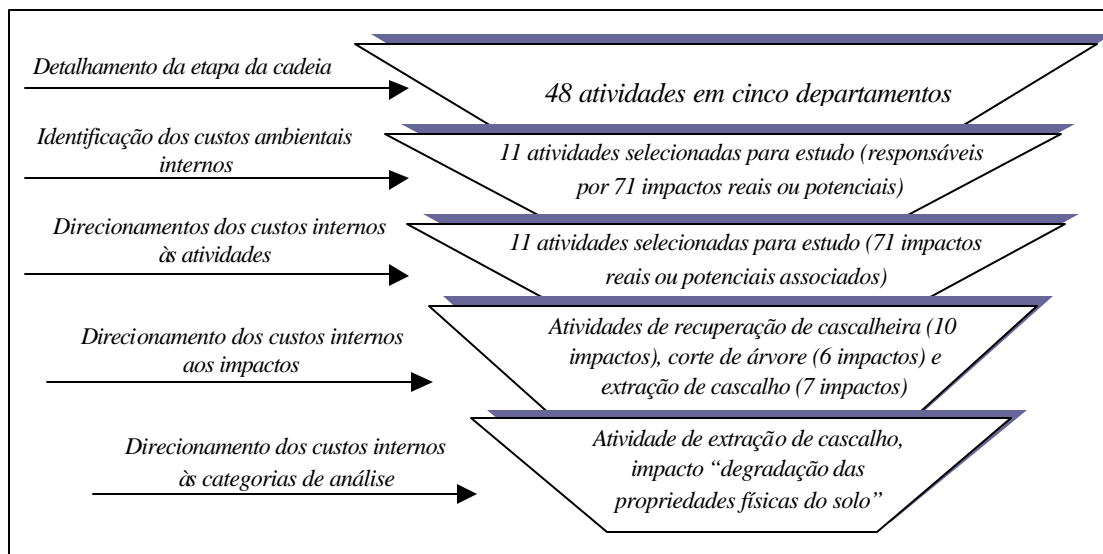 Detalhamento da etapa da cadeia
48 atividades em cinco departamentos
Identificação dos custos ambientais
internos
11 atividades selecionadas para estudo (responsáveis
por 71 impactos reais ou potenciais)
Direcionamentos dos custos internos
às atividades
11 atividades selecionadas para estudo (71 impactos
reais ou potenciais associados)
Direcionamento dos custos internos
aos impactos
Atividades de recuperação de cascalheira (10
impactos), corte de árvore (6 impactos) e
extração de cascalho (7 impactos)
Direcionamento dos custos internos
às categorias de análise
Atividade de extração de cascalho,
impacto “degradação das
propriedades físicas do solo”